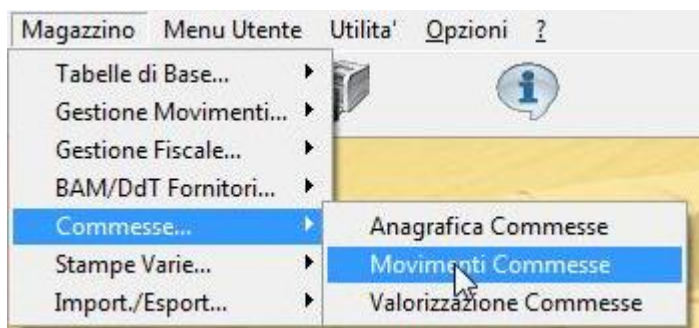 Magazzino Menu Utente Utilita' Opzioni ?
Tabelle di Base...
Gestione Movimenti...
Gestione Fiscale...
BAM/DdT Fornitori...
Commesse... Anagrafica Commesse
Stampe Varie... Movimenti Commesse
Import./Esport... Valorizzazione Commesse